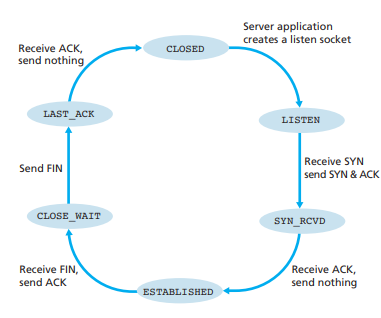 Server application
creates a listen socket
Receive ACK,
send nothing
CLOSED
LAST_ACK
LISTEN
Send FIN
Receive SYN
send SYN & ACK
CLOSE_WAIT
SYN_RCVD
Receive FIN,
send ACK
ESTABLISHED
Receive ACK,
send nothing